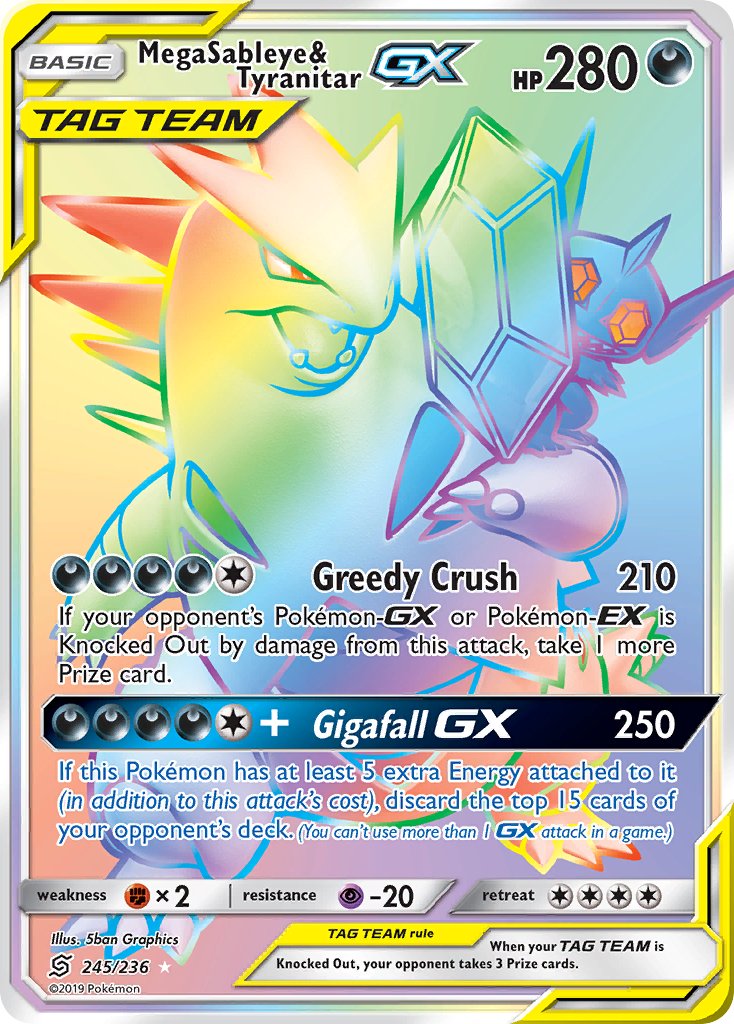 BASIC
MegaSableye&
Tyranitar GX
HP 280
TAG TEAM
Greedy Crush 210
If your opponent's Pokémon-GX or Pokémon-EX is
Knocked Out by damage from this attack, take 1 more
Prize card.
+ Gigafall GX 250
If this Pokémon has at least 5 extra Energy attached to it
(in addition to this attack's cost), discard the top 15 cards of
your opponent's deck. (You can't use more than 1 GX attack in a game.)
weakness ×2 resistance -20 retreat
Illus. 5ban Graphics
245/236
©2019 Pokémon
TAG TEAM rule
When your TAG TEAM is
Knocked Out, your opponent takes 3 Prize cards.